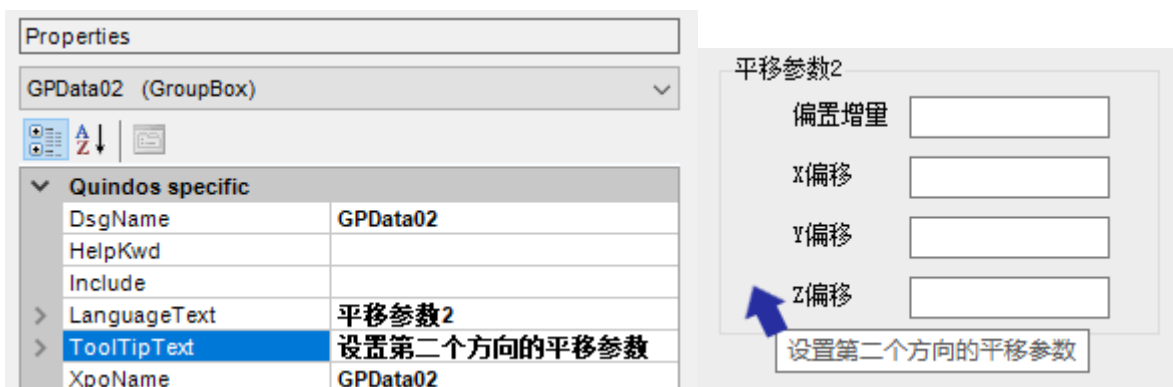 Properties
GPData02 (GroupBox)
Quindos specific
DsgName GPData02
HelpKwd
Include
LanguageText 平移参数2
ToolTipText 设置第二个方向的平移参数
XpoName GPData02
平移参数2
偏置增量
X偏移
Y偏移
Z偏移
设置第二个方向的平移参数